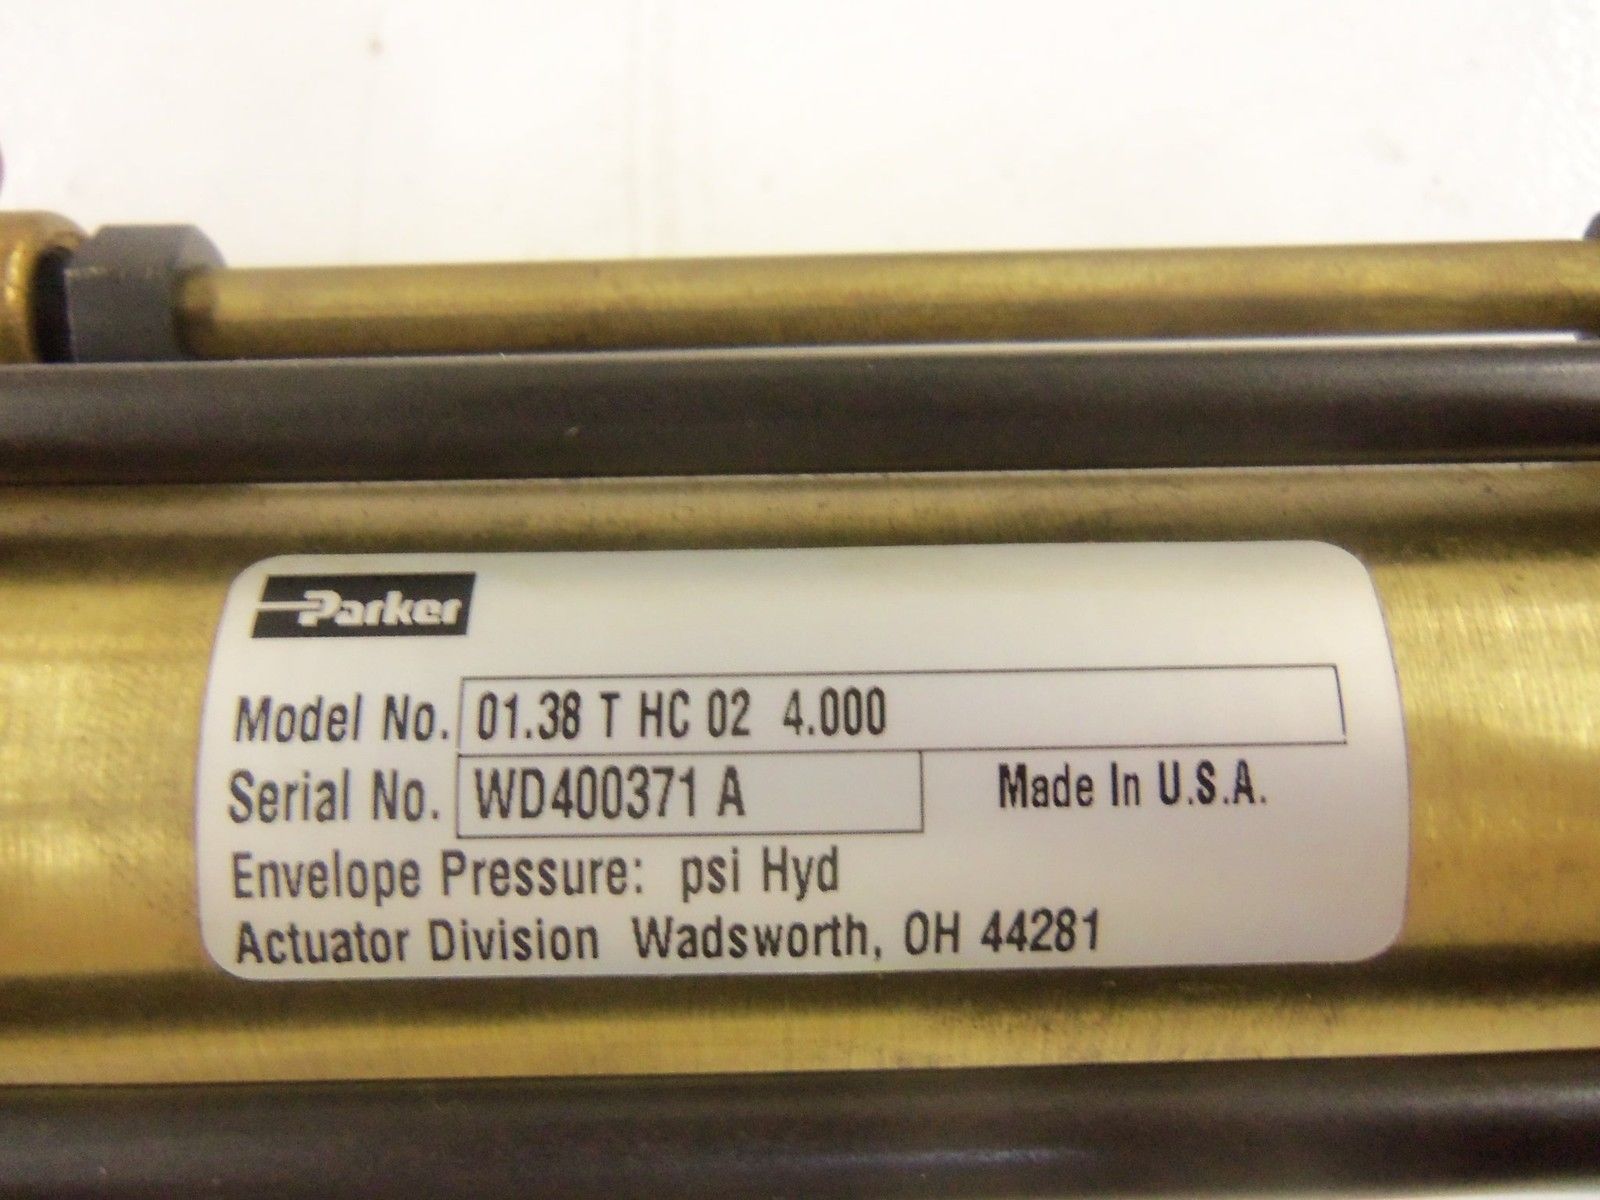 Parker
Model No. 01.38 T HC 02 4.000
Serial No. WD400371 A Made In U.S.A.
Envelope Pressure: psi Hyd
Actuator Division Wadsworth, OH 44281